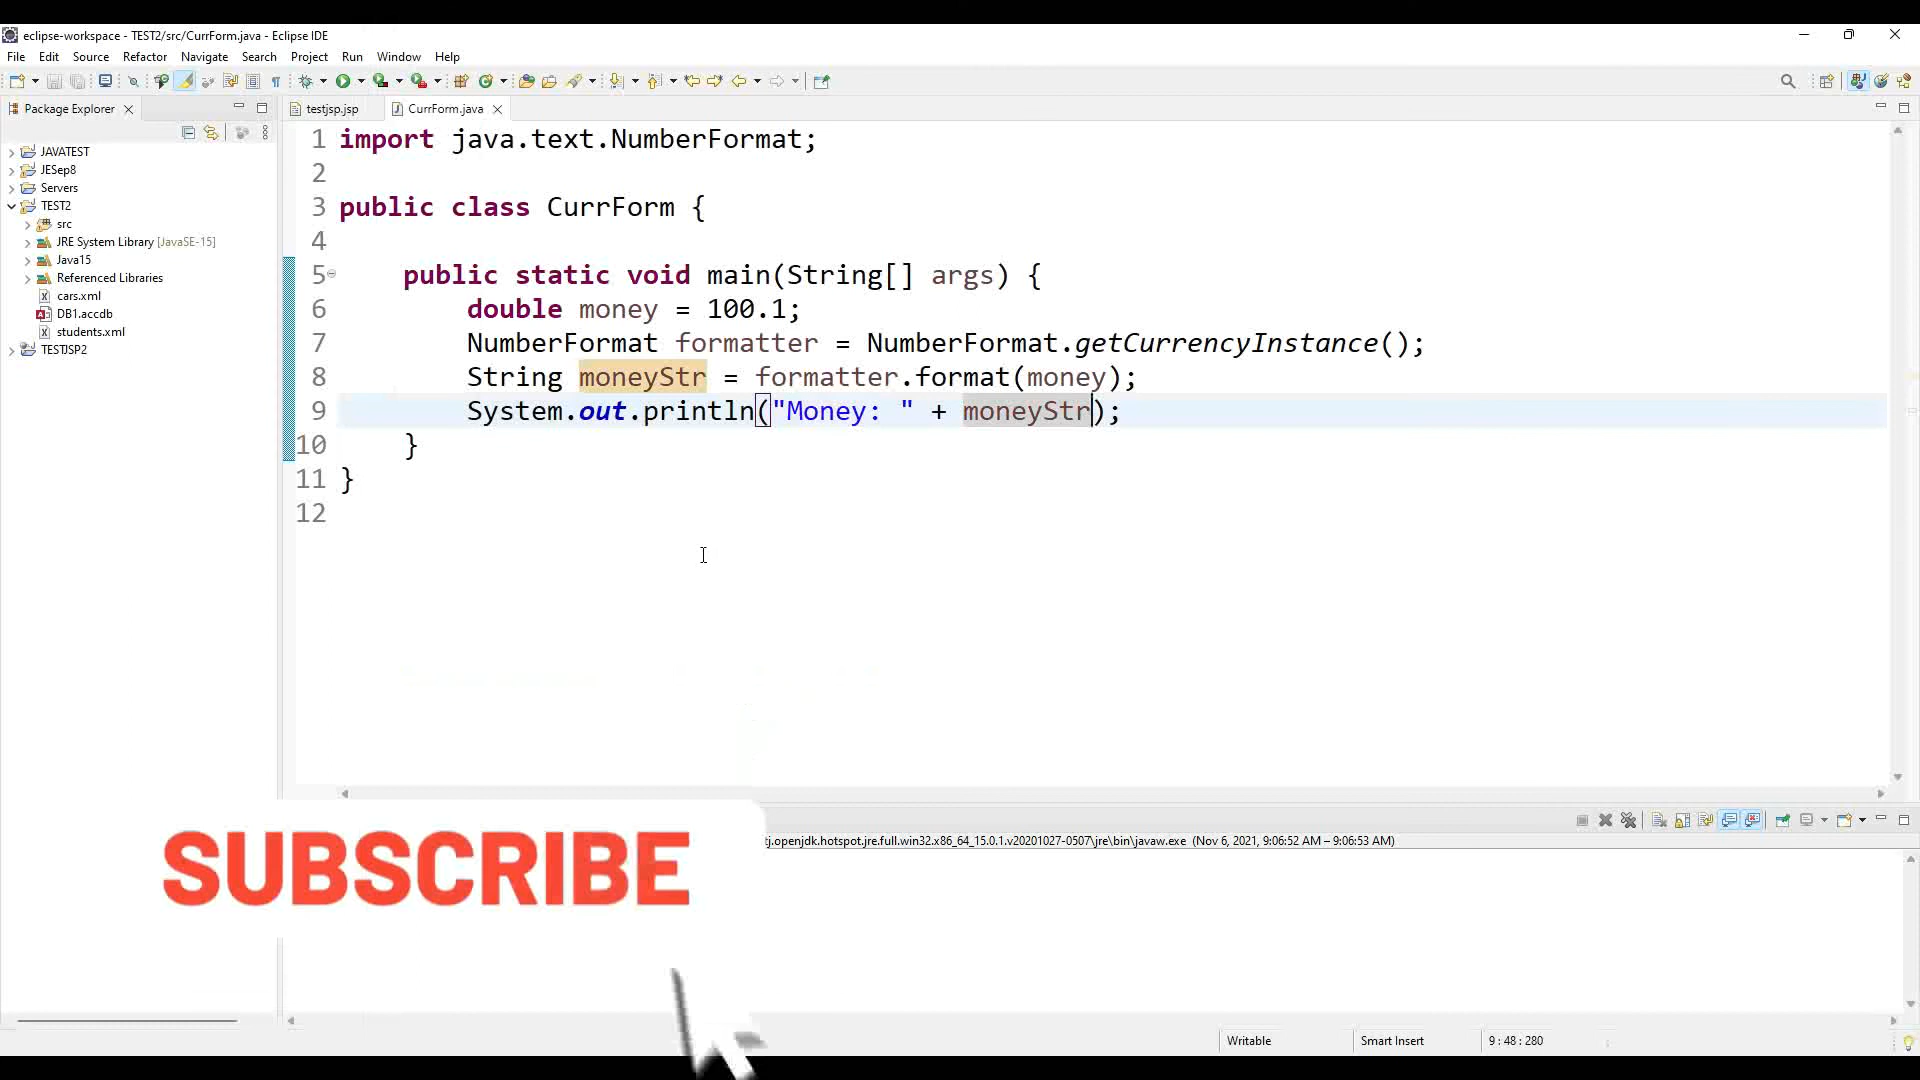 eclipse-workspace - TEST2/src/CurrForm.java - Eclipse IDE
File Edit Source Refactor Navigate Search Project Run Window Help
Package Explorer
testjsp.jsp CurrForm.java
JAVATEST
JESep8
Servers
TEST2
src
JRE System Library [JavaSE-15]
Java15
Referenced Libraries
cars.xml
DB1.accdb
students.xml
TESTJSP2
1 import java.text.NumberFormat;
2
3 public class CurrForm {
4
5 public static void main(String[] args) {
6 double money = 100.1;
7 NumberFormat formatter = NumberFormat.getCurrencyInstance();
8 String moneyStr = formatter.format(money);
9 System.out.println("Money: " + moneyStr);
10 }
11 }
12
tj.openjdk.hotspot.jre.full.win32.x86_64_15.0.1.v20201027-0507\jre\bin\javaw.exe (Nov 6, 2021, 9:06:52 AM – 9:06:53 AM)
SUBSCRIBE
Writable Smart Insert 9 : 48 : 280